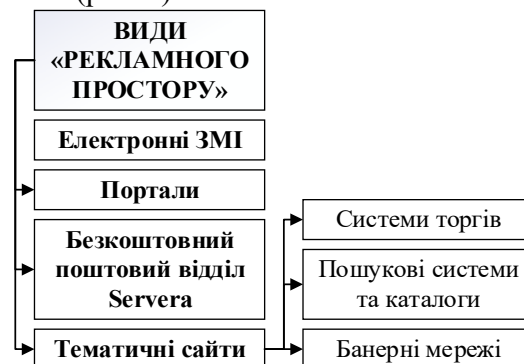 ВИДИ
«РЕКЛАМНОГО
ПРОСТОРУ»
Електронні ЗМІ
Портали
Безкоштовний
поштовий відділ
Servera
Тематичні сайти
Системи торгів
Пошукові системи
та каталоги
Банерні мережі